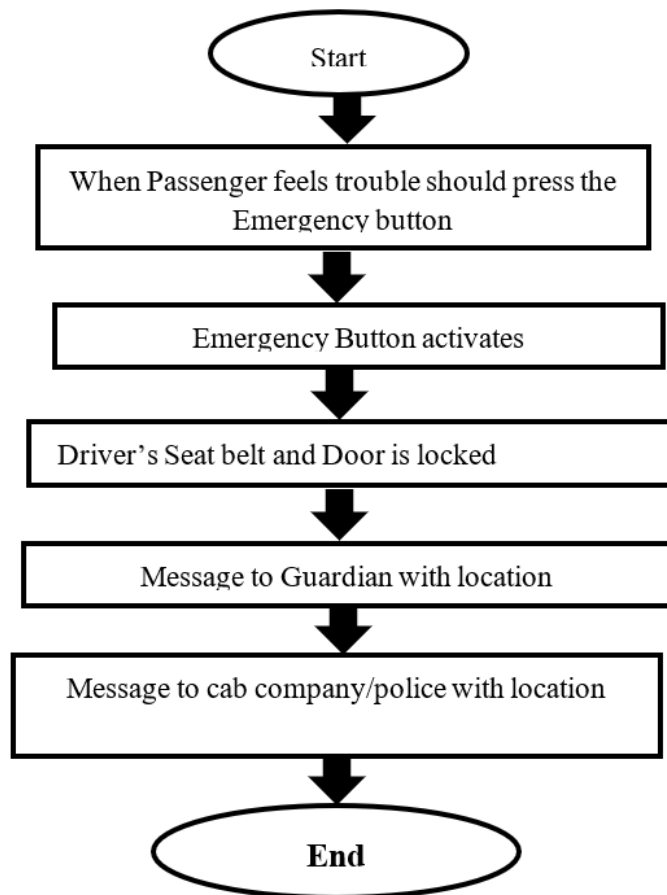 Start
When Passenger feels trouble should press the
Emergency button
Emergency Button activates
Driver’s Seat belt and Door is locked
Message to Guardian with location
Message to cab company/police with location
End